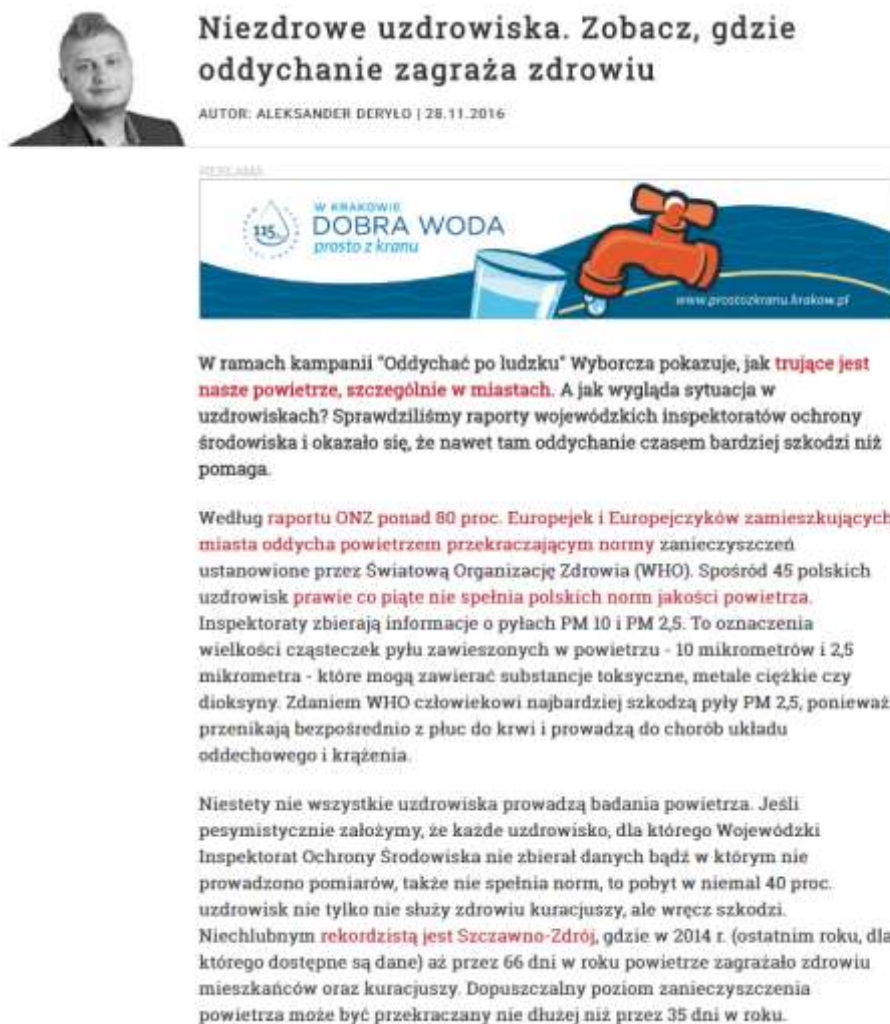 Niezdrowe uzdrowiska. Zobacz, gdzie
oddychanie zagraża zdrowiu
AUTOR: ALEKSANDER DERYŁO | 28.11.2016
REKLAMA
115
W KRAKOWIE
DOBRA WODA
prosto z kranu
www.prostozkranu.krakow.pl
W ramach kampanii "Oddychać po ludzku" Wyborcza pokazuje, jak trujące jest
nasze powietrze, szczególnie w miastach. A jak wygląda sytuacja w
uzdrowiskach? Sprawdziliśmy raporty wojewódzkich inspektoratów ochrony
środowiska i okazało się, że nawet tam oddychanie czasem bardziej szkodzi niż
pomaga.
Według raportu ONZ ponad 80 proc. Europejek i Europejczyków zamieszkujących
miasta oddycha powietrzem przekraczającym normy zanieczyszczeń
ustanowione przez Światową Organizację Zdrowia (WHO). Spośród 45 polskich
uzdrowisk prawie co piąte nie spełnia polskich norm jakości powietrza.
Inspektoraty zbierają informacje o pyłach PM 10 i PM 2,5. To oznaczenia
wielkości cząsteczek pyłu zawieszonych w powietrzu - 10 mikrometrów i 2,5
mikrometra - które mogą zawierać substancje toksyczne, metale ciężkie czy
dioksyny. Zdaniem WHO człowiekowi najbardziej szkodzą pyły PM 2,5, ponieważ
przenikają bezpośrednio z płuc do krwi i prowadzą do chorób układu
oddechowego i krążenia.
Niestety nie wszystkie uzdrowiska prowadzą badania powietrza. Jeśli
pesymistycznie założymy, że każde uzdrowisko, dla którego Wojewódzki
Inspektorat Ochrony Środowiska nie zbierał danych bądź w którym nie
prowadzono pomiarów, także nie spełnia norm, to pobyt w niemal 40 proc.
uzdrowisk nie tylko nie służy zdrowiu kuracjuszy, ale wręcz szkodzi.
Niechlubnym rekordzistą jest Szczawno-Zdrój, gdzie w 2014 r. (ostatnim roku, dla
którego dostępne są dane) aż przez 66 dni w roku powietrze zagrażało zdrowiu
mieszkańców oraz kuracjuszy. Dopuszczalny poziom zanieczyszczenia
powietrza może być przekraczany nie dłużej niż przez 35 dni w roku.